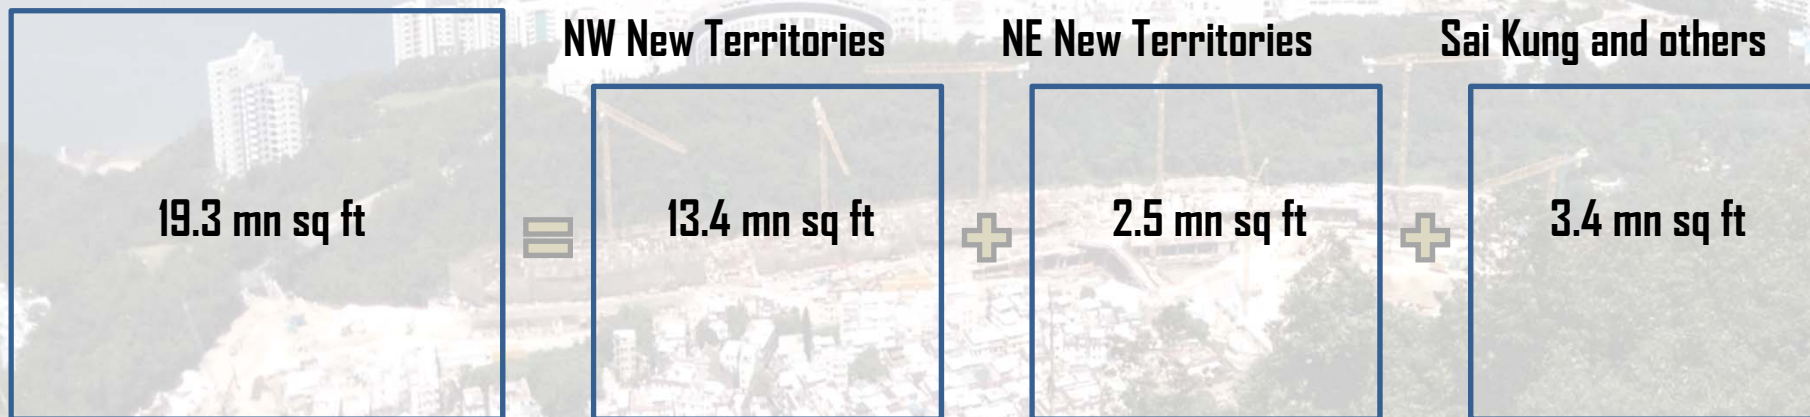 NW New Territories
NE New Territories
Sai Kung and others
19.3 mn sq ft
=
13.4 mn sq ft
+
2.5 mn sq ft
+
3.4 mn sq ft